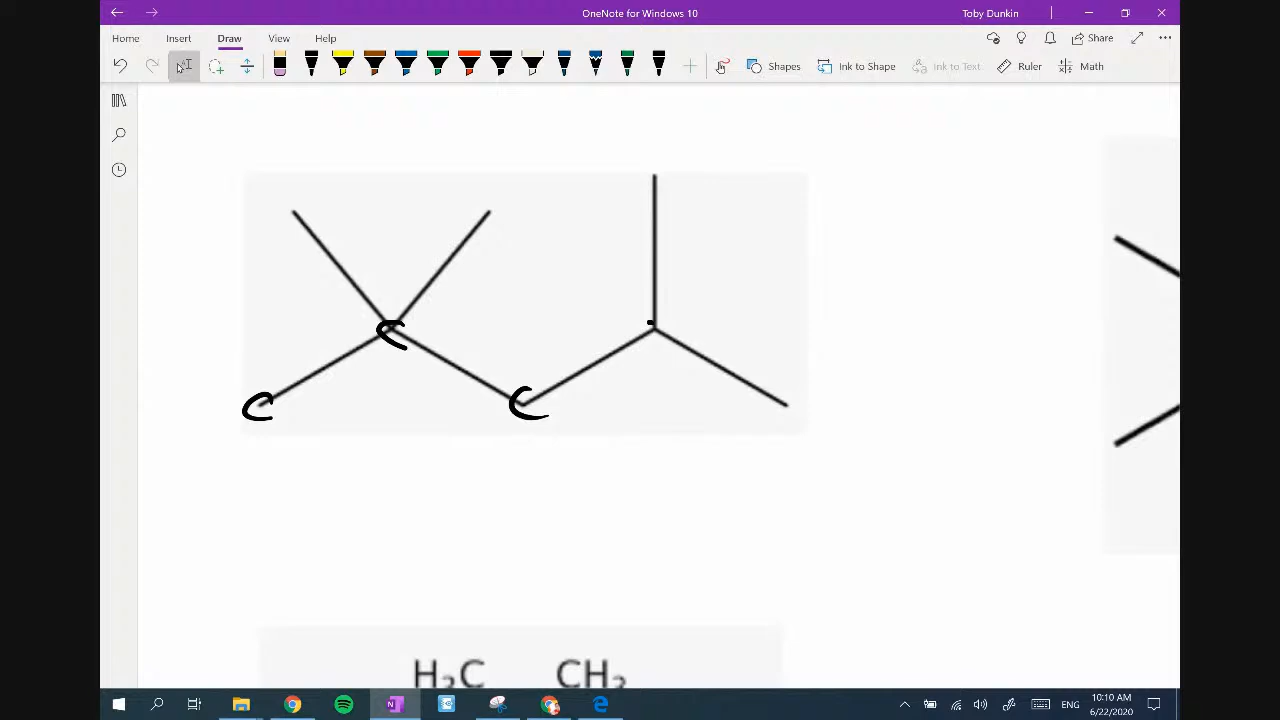 OneNote for Windows 10
Toby Dunkin
Home Insert Draw View Help
Share
Shapes Ink to Shape Ink to Text Ruler Math
C C C
H₃C CH₃
ENG
10:10 AM
6/22/2020